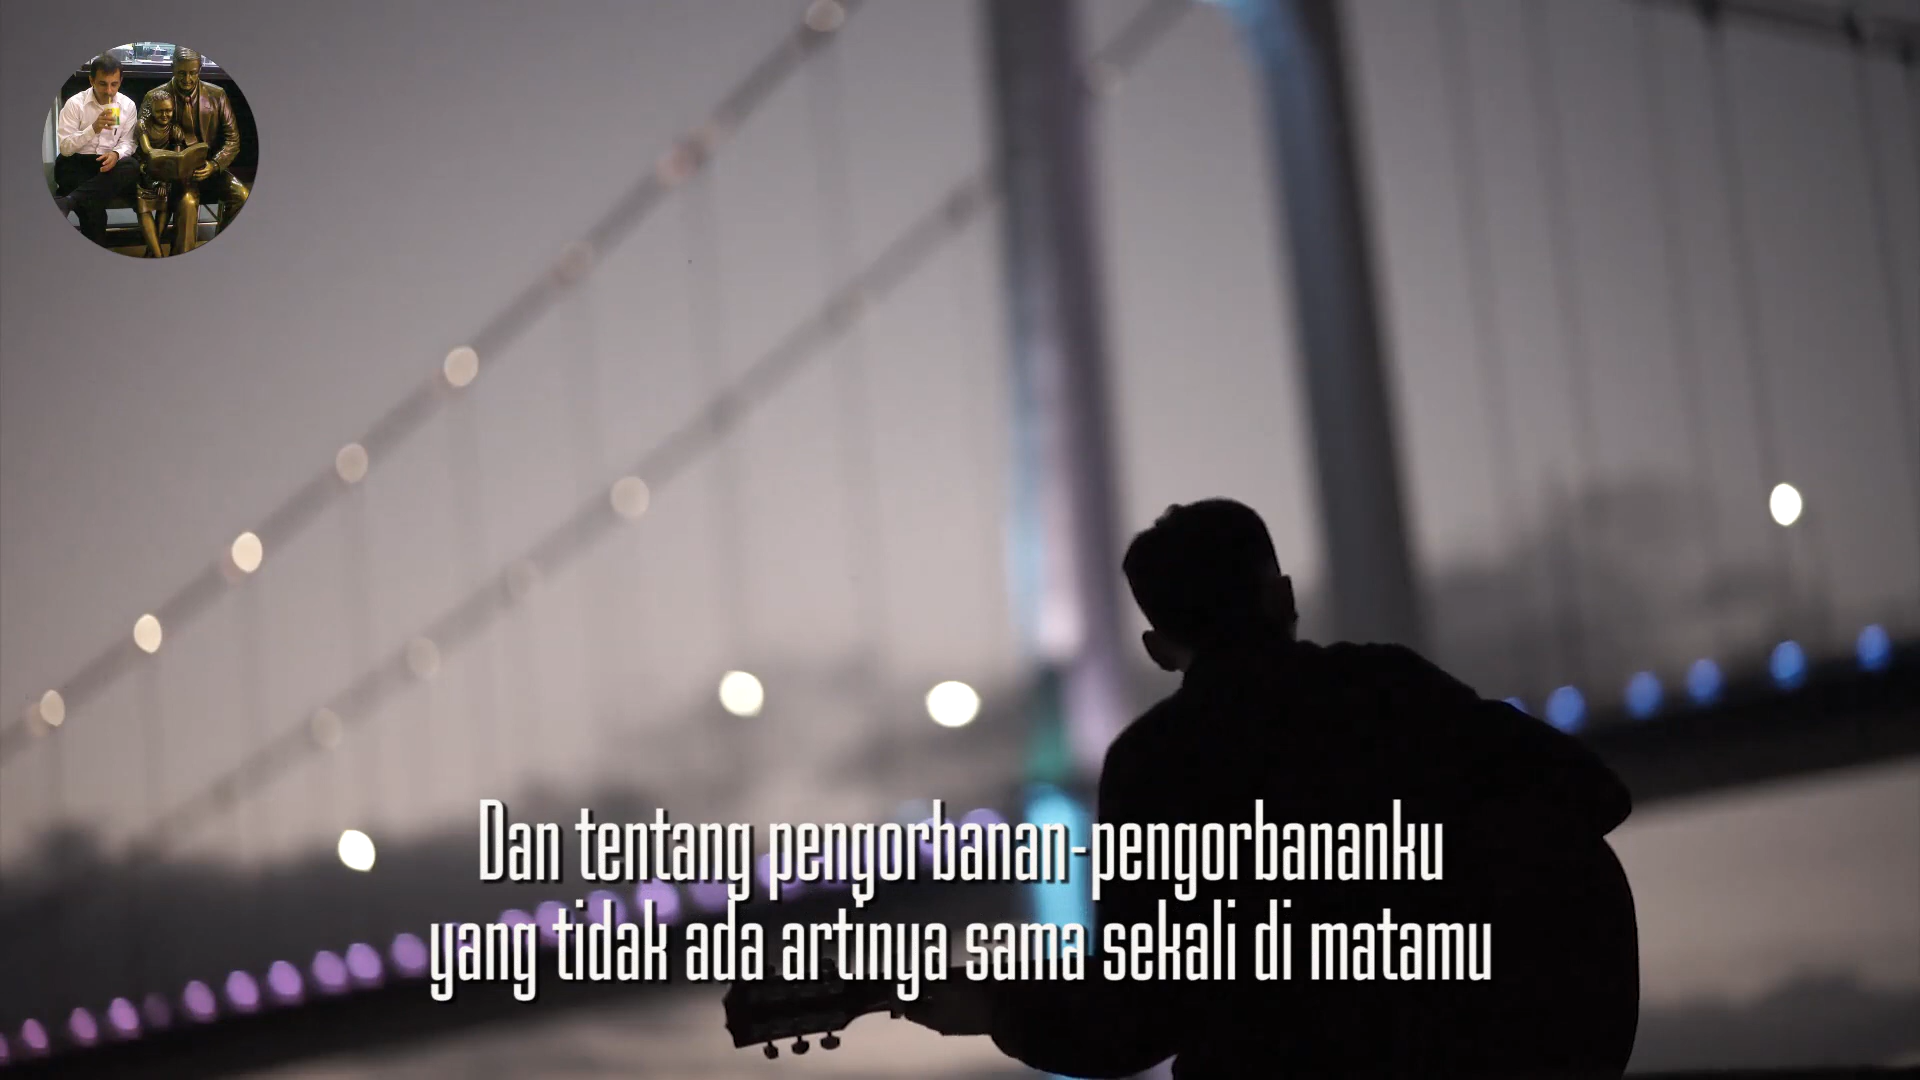 Dan tentang pengorbanan-pengorbananku
yang tidak ada artinya sama sekali di matamu